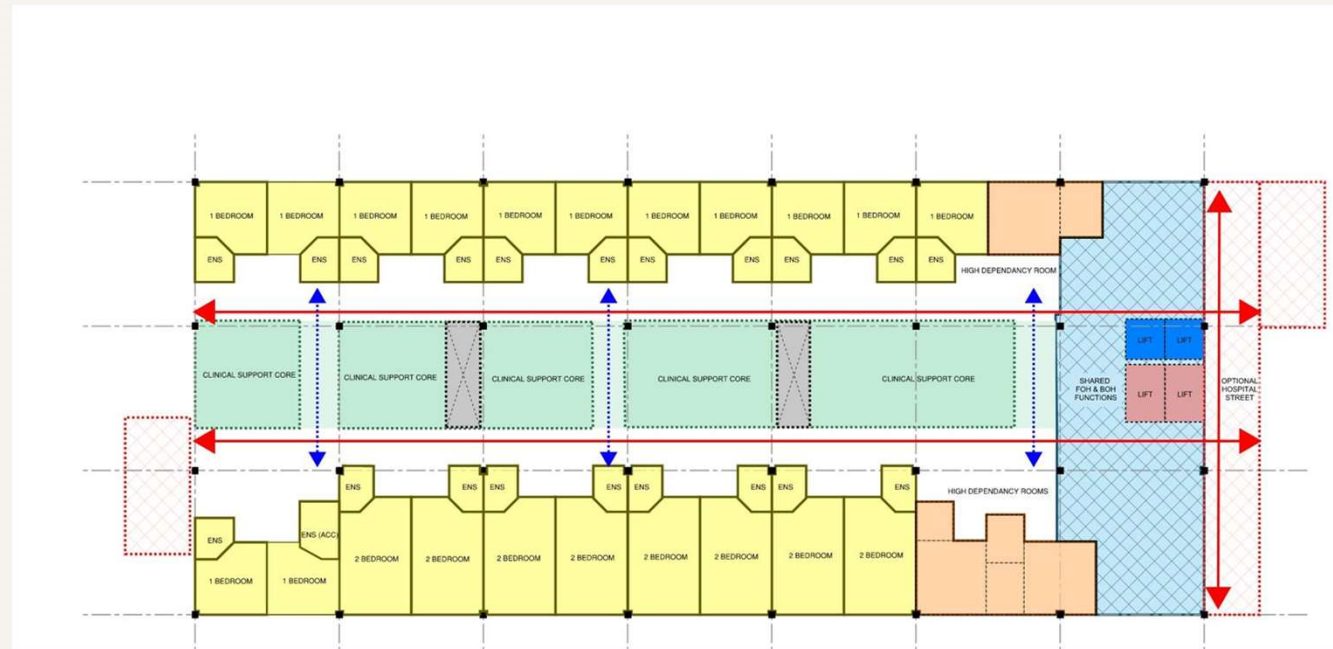 1 BEDROOM
1 BEDROOM
1 BEDROOM
1 BEDROOM
1 BEDROOM
1 BEDROOM
1 BEDROOM
1 BEDROOM
1 BEDROOM
1 BEDROOM
1 BEDROOM
ENS
ENS
ENS
ENS
ENS
ENS
ENS
ENS
ENS
ENS
ENS
HIGH DEPENDANCY ROOM
CLINICAL SUPPORT CORE
CLINICAL SUPPORT CORE
CLINICAL SUPPORT CORE
CLINICAL SUPPORT CORE
CLINICAL SUPPORT CORE
SHARED
FOH & BOH
FUNCTIONS
LIFT
LIFT
LIFT
LIFT
OPTIONAL
HOSPITAL
STREET
ENS
ENS
ENS
ENS
ENS
ENS
ENS
ENS
HIGH DEPENDANCY ROOMS
ENS
ENS (ACC)
1 BEDROOM
1 BEDROOM
2 BEDROOM
2 BEDROOM
2 BEDROOM
2 BEDROOM
2 BEDROOM
2 BEDROOM
2 BEDROOM
2 BEDROOM